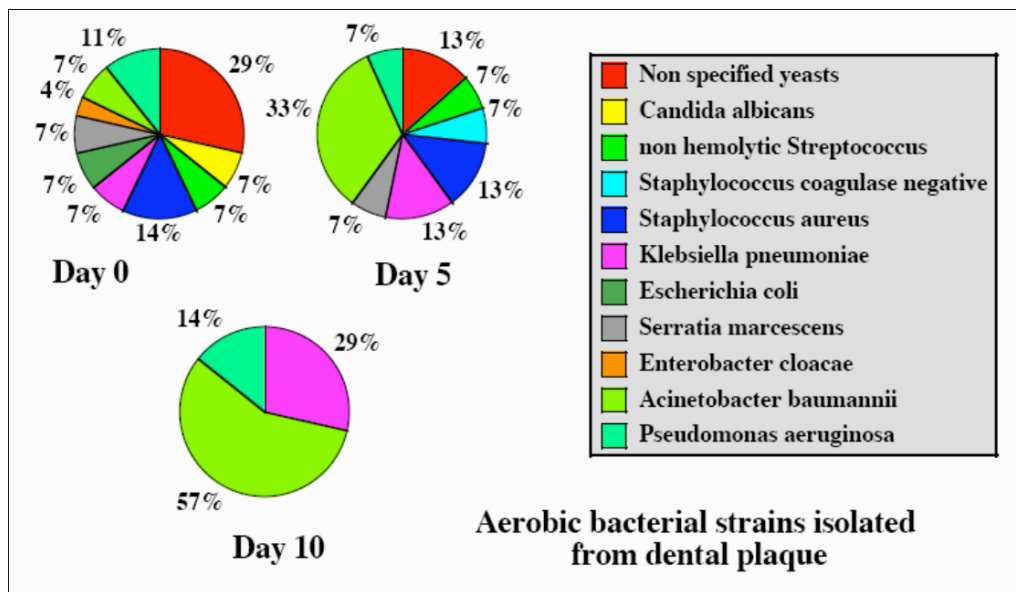 11%
29%
7%
4%
7%
7%
7%
14%
7%
7%
Day 0
7%
13%
7%
7%
33%
13%
13%
7%
Day 5
14%
29%
57%
Day 10
Non specified yeasts
Candida albicans
non hemolytic Streptococcus
Staphylococcus coagulase negative
Staphylococcus aureus
Klebsiella pneumoniae
Escherichia coli
Serratia marcescens
Enterobacter cloacae
Acinetobacter baumannii
Pseudomonas aeruginosa
Aerobic bacterial strains isolated
from dental plaque